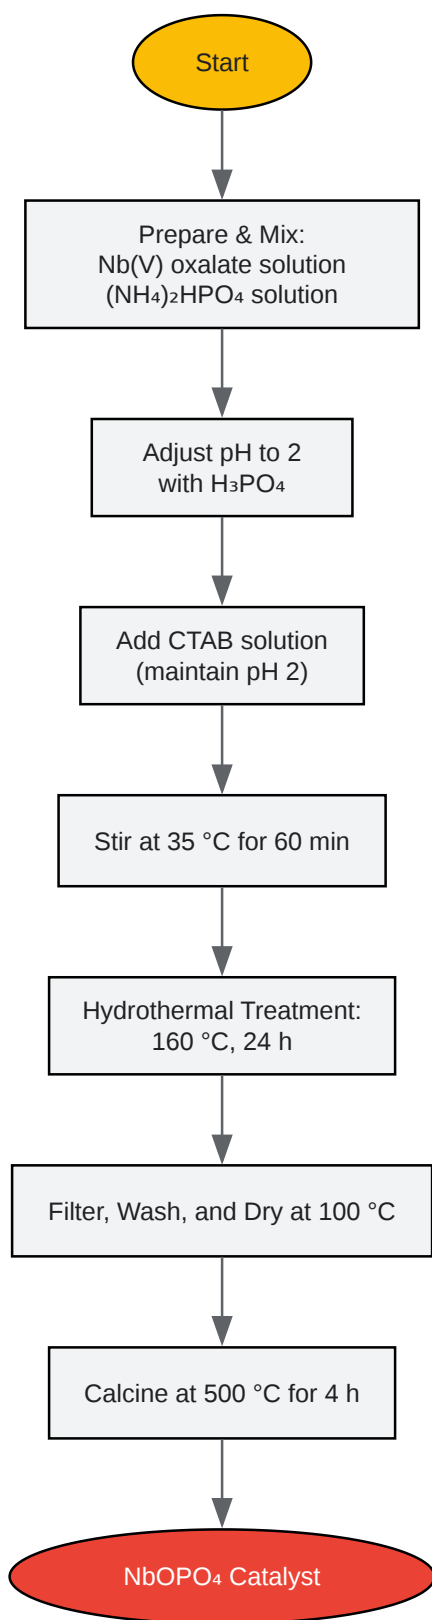 Start
Prepare & Mix:
Nb(V) oxalate solution
(NH₄)₂HPO₄ solution
Adjust pH to 2
with H₃PO₄
Add CTAB solution
(maintain pH 2)
Stir at 35 °C for 60 min
Hydrothermal Treatment:
160 °C, 24 h
Filter, Wash, and Dry at 100 °C
Calcine at 500 °C for 4 h
NbOPO₄ Catalyst